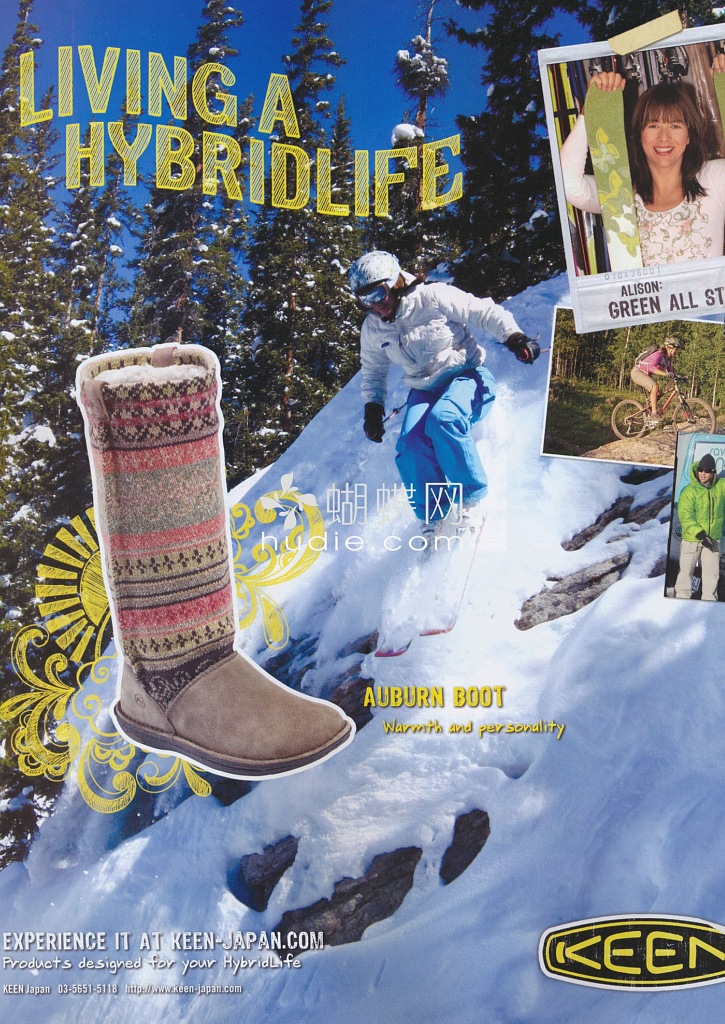 LIVING A
HYBRIDLIFE
010436001
ALISON:
GREEN ALL ST
蝴蝶网
hudie.com
AUBURN BOOT
Warmth and personality
EXPERIENCE IT AT KEEN-JAPAN.COM
Products designed for your HybridLife
KEEN Japan 03-5651-5118 http://www.keen-japan.com
KEEN